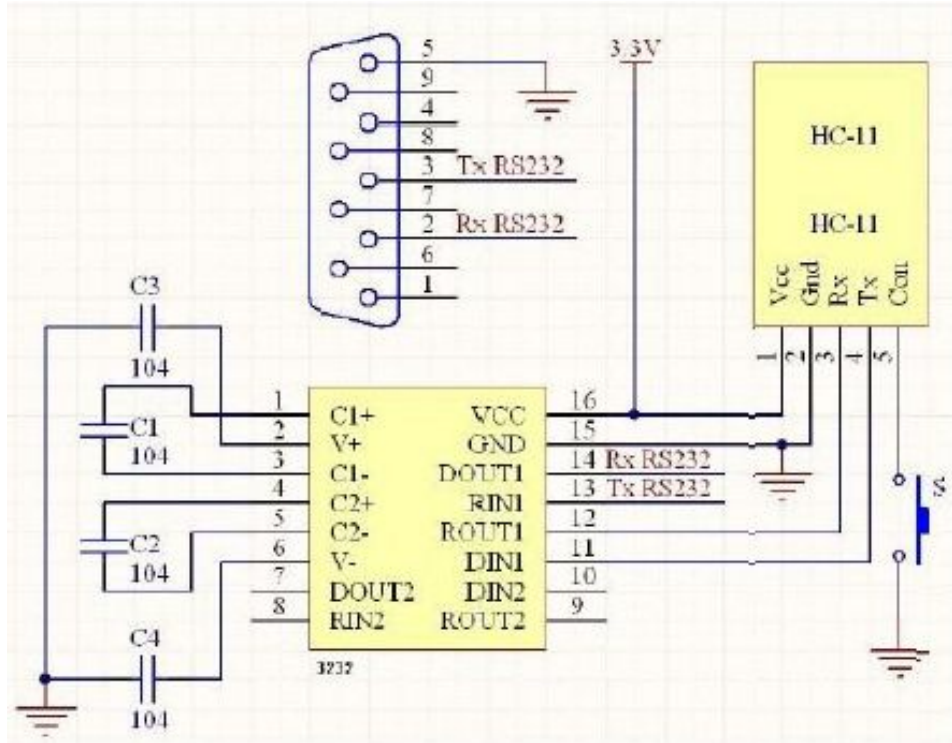 5
9
4
8
3 Tx RS232
7
2 Rx RS232
6
1
3.3V
HC-11
HC-11
Vcc
Gnd
Rx
Tx
Con
1
2
3
4
5
C3
104
C1
104
C2
104
C4
104
1 C1+
2 V+
3 C1-
4 C2+
5 C2-
6 V-
7 DOUT2
8 RIN2
VCC 16
GND 15
DOUT1 14 Rx RS232
RIN1 13 Tx RS232
ROUT1 12
DIN1 11
DIN2 10
ROUT2 9
3232